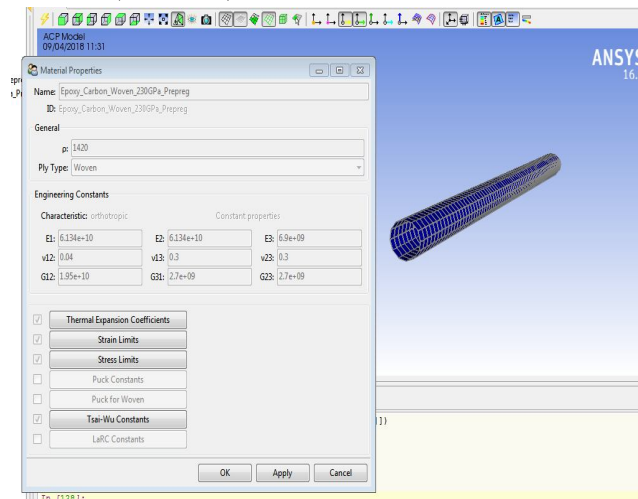 ACP Model
09/04/2018 11:31
ANSYS
16.
Material Properties
Name: Epoxy_Carbon_Woven_230GPa_Prepreg
ID: Epoxy_Carbon_Woven_230GPa_Prepreg
General
ρ: 1420
Ply Type: Woven
Engineering Constants
Characteristic: orthotropic Constant properties
E1: 6.134e+10 E2: 6.134e+10 E3: 6.9e+09
ν12: 0.04 ν13: 0.3 ν23: 0.3
G12: 1.95e+10 G31: 2.7e+09 G23: 2.7e+09
Thermal Expansion Coefficients
Strain Limits
Stress Limits
Puck Constants
Puck for Woven
Tsai-Wu Constants
LaRC Constants
OK Apply Cancel
])
In [128]: